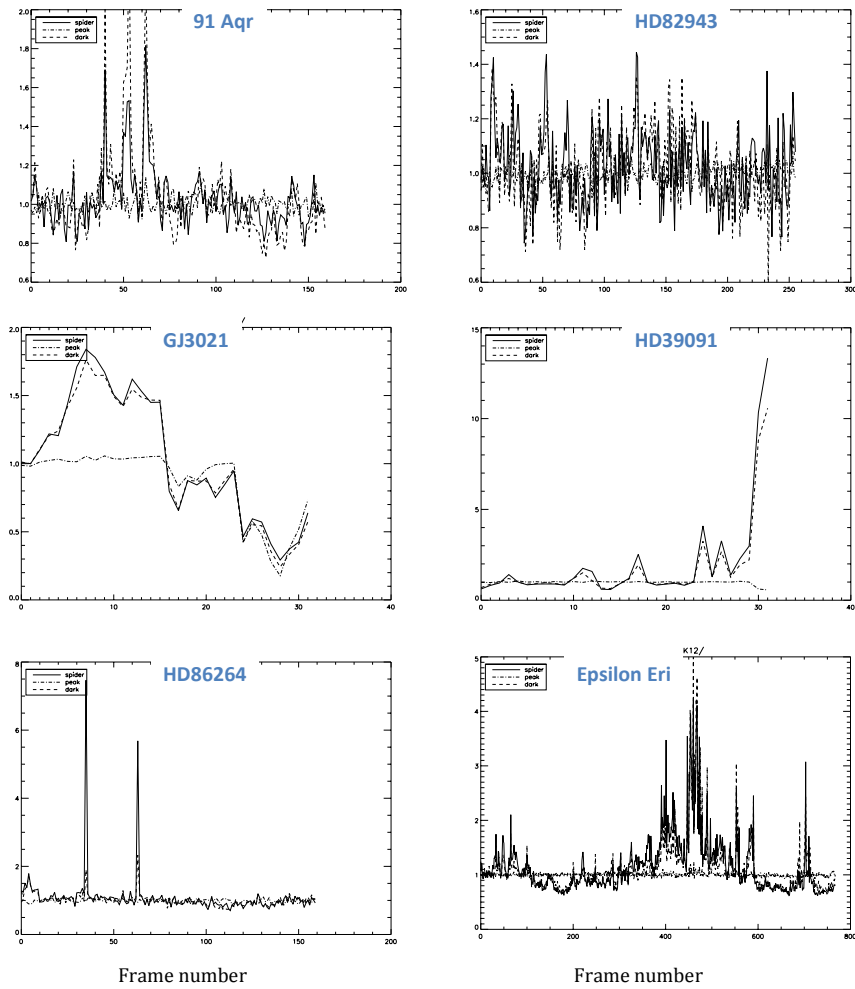 91 Aqr
spider
peak
dark
2.0
1.8
1.6
1.4
1.2
1.0
0.8
0.6
0 50 100 150 200
HD82943
spider
peak
dark
1.6
1.4
1.2
1.0
0.8
0.6
0 50 100 150 200 250 300
GJ3021
spider
peak
dark
2.0
1.5
1.0
0.5
0.0
0 10 20 30 40
HD39091
spider
peak
dark
15
10
5
0
0 10 20 30 40
HD86264
spider
peak
dark
8
6
4
2
0
0 50 100 150 200
Frame number
K12/
Epsilon Eri
spider
peak
dark
5
4
3
2
1
0
0 200 400 600 800
Frame number